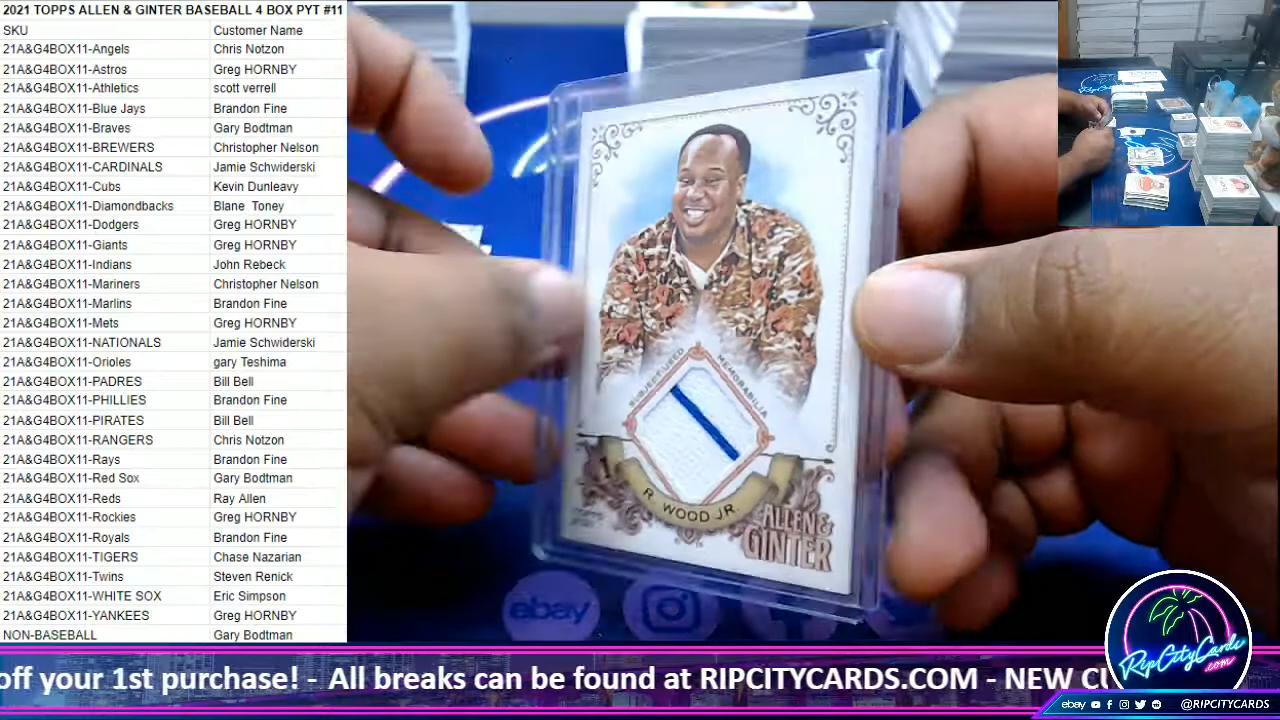 2021 TOPPS ALLEN & GINTER BASEBALL 4 BOX PYT #11
SKU Customer Name
21A&G4BOX11-Angels Chris Notzon
21A&G4BOX11-Astros Greg HORNBY
21A&G4BOX11-Athletics scott verrell
21A&G4BOX11-Blue Jays Brandon Fine
21A&G4BOX11-Braves Gary Bodtman
21A&G4BOX11-BREWERS Christopher Nelson
21A&G4BOX11-CARDINALS Jamie Schwiderski
21A&G4BOX11-Cubs Kevin Dunleavy
21A&G4BOX11-Diamondbacks Blane Toney
21A&G4BOX11-Dodgers Greg HORNBY
21A&G4BOX11-Giants Greg HORNBY
21A&G4BOX11-Indians John Rebeck
21A&G4BOX11-Mariners Christopher Nelson
21A&G4BOX11-Marlins Brandon Fine
21A&G4BOX11-Mets Greg HORNBY
21A&G4BOX11-NATIONALS Jamie Schwiderski
21A&G4BOX11-Orioles gary Teshima
21A&G4BOX11-PADRES Bill Bell
21A&G4BOX11-PHILLIES Brandon Fine
21A&G4BOX11-PIRATES Bill Bell
21A&G4BOX11-RANGERS Chris Notzon
21A&G4BOX11-Rays Brandon Fine
21A&G4BOX11-Red Sox Gary Bodtman
21A&G4BOX11-Reds Ray Allen
21A&G4BOX11-Rockies Greg HORNBY
21A&G4BOX11-Royals Brandon Fine
21A&G4BOX11-TIGERS Chase Nazarian
21A&G4BOX11-Twins Steven Renick
21A&G4BOX11-WHITE SOX Eric Simpson
21A&G4BOX11-YANKEES Greg HORNBY
NON-BASEBALL Gary Bodtman
MEMORABILIA
R. WOOD JR.
ALLEN &
GINTER
ebay
off your 1st purchase! - All breaks can be found at RIPCITYCARDS.COM - NEW CU
RipCityCards
.com
ebay @RIPCITYCARDS